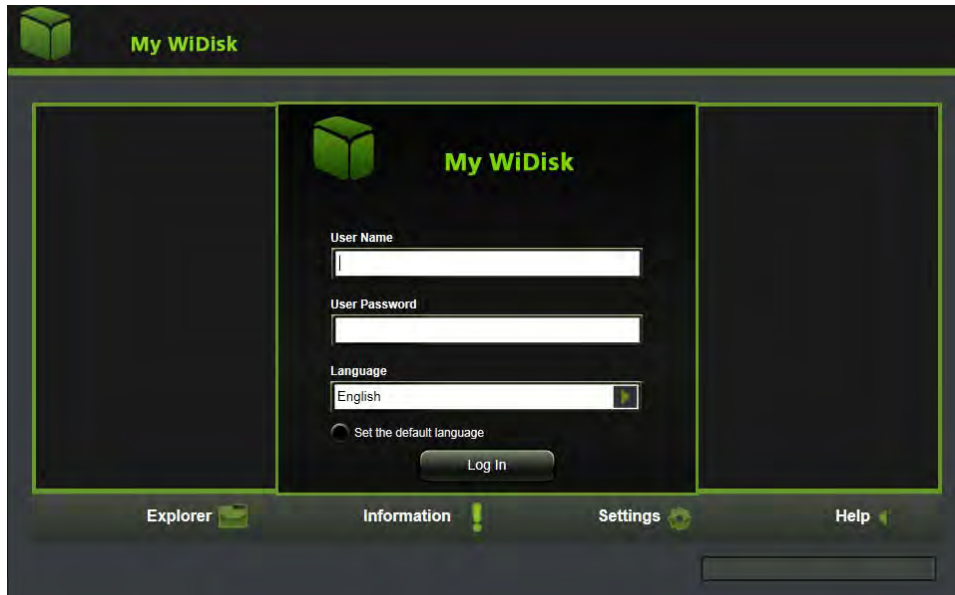 My WiDisk
My WiDisk
User Name
User Password
Language
English
Set the default language
Log In
Explorer Information Settings Help